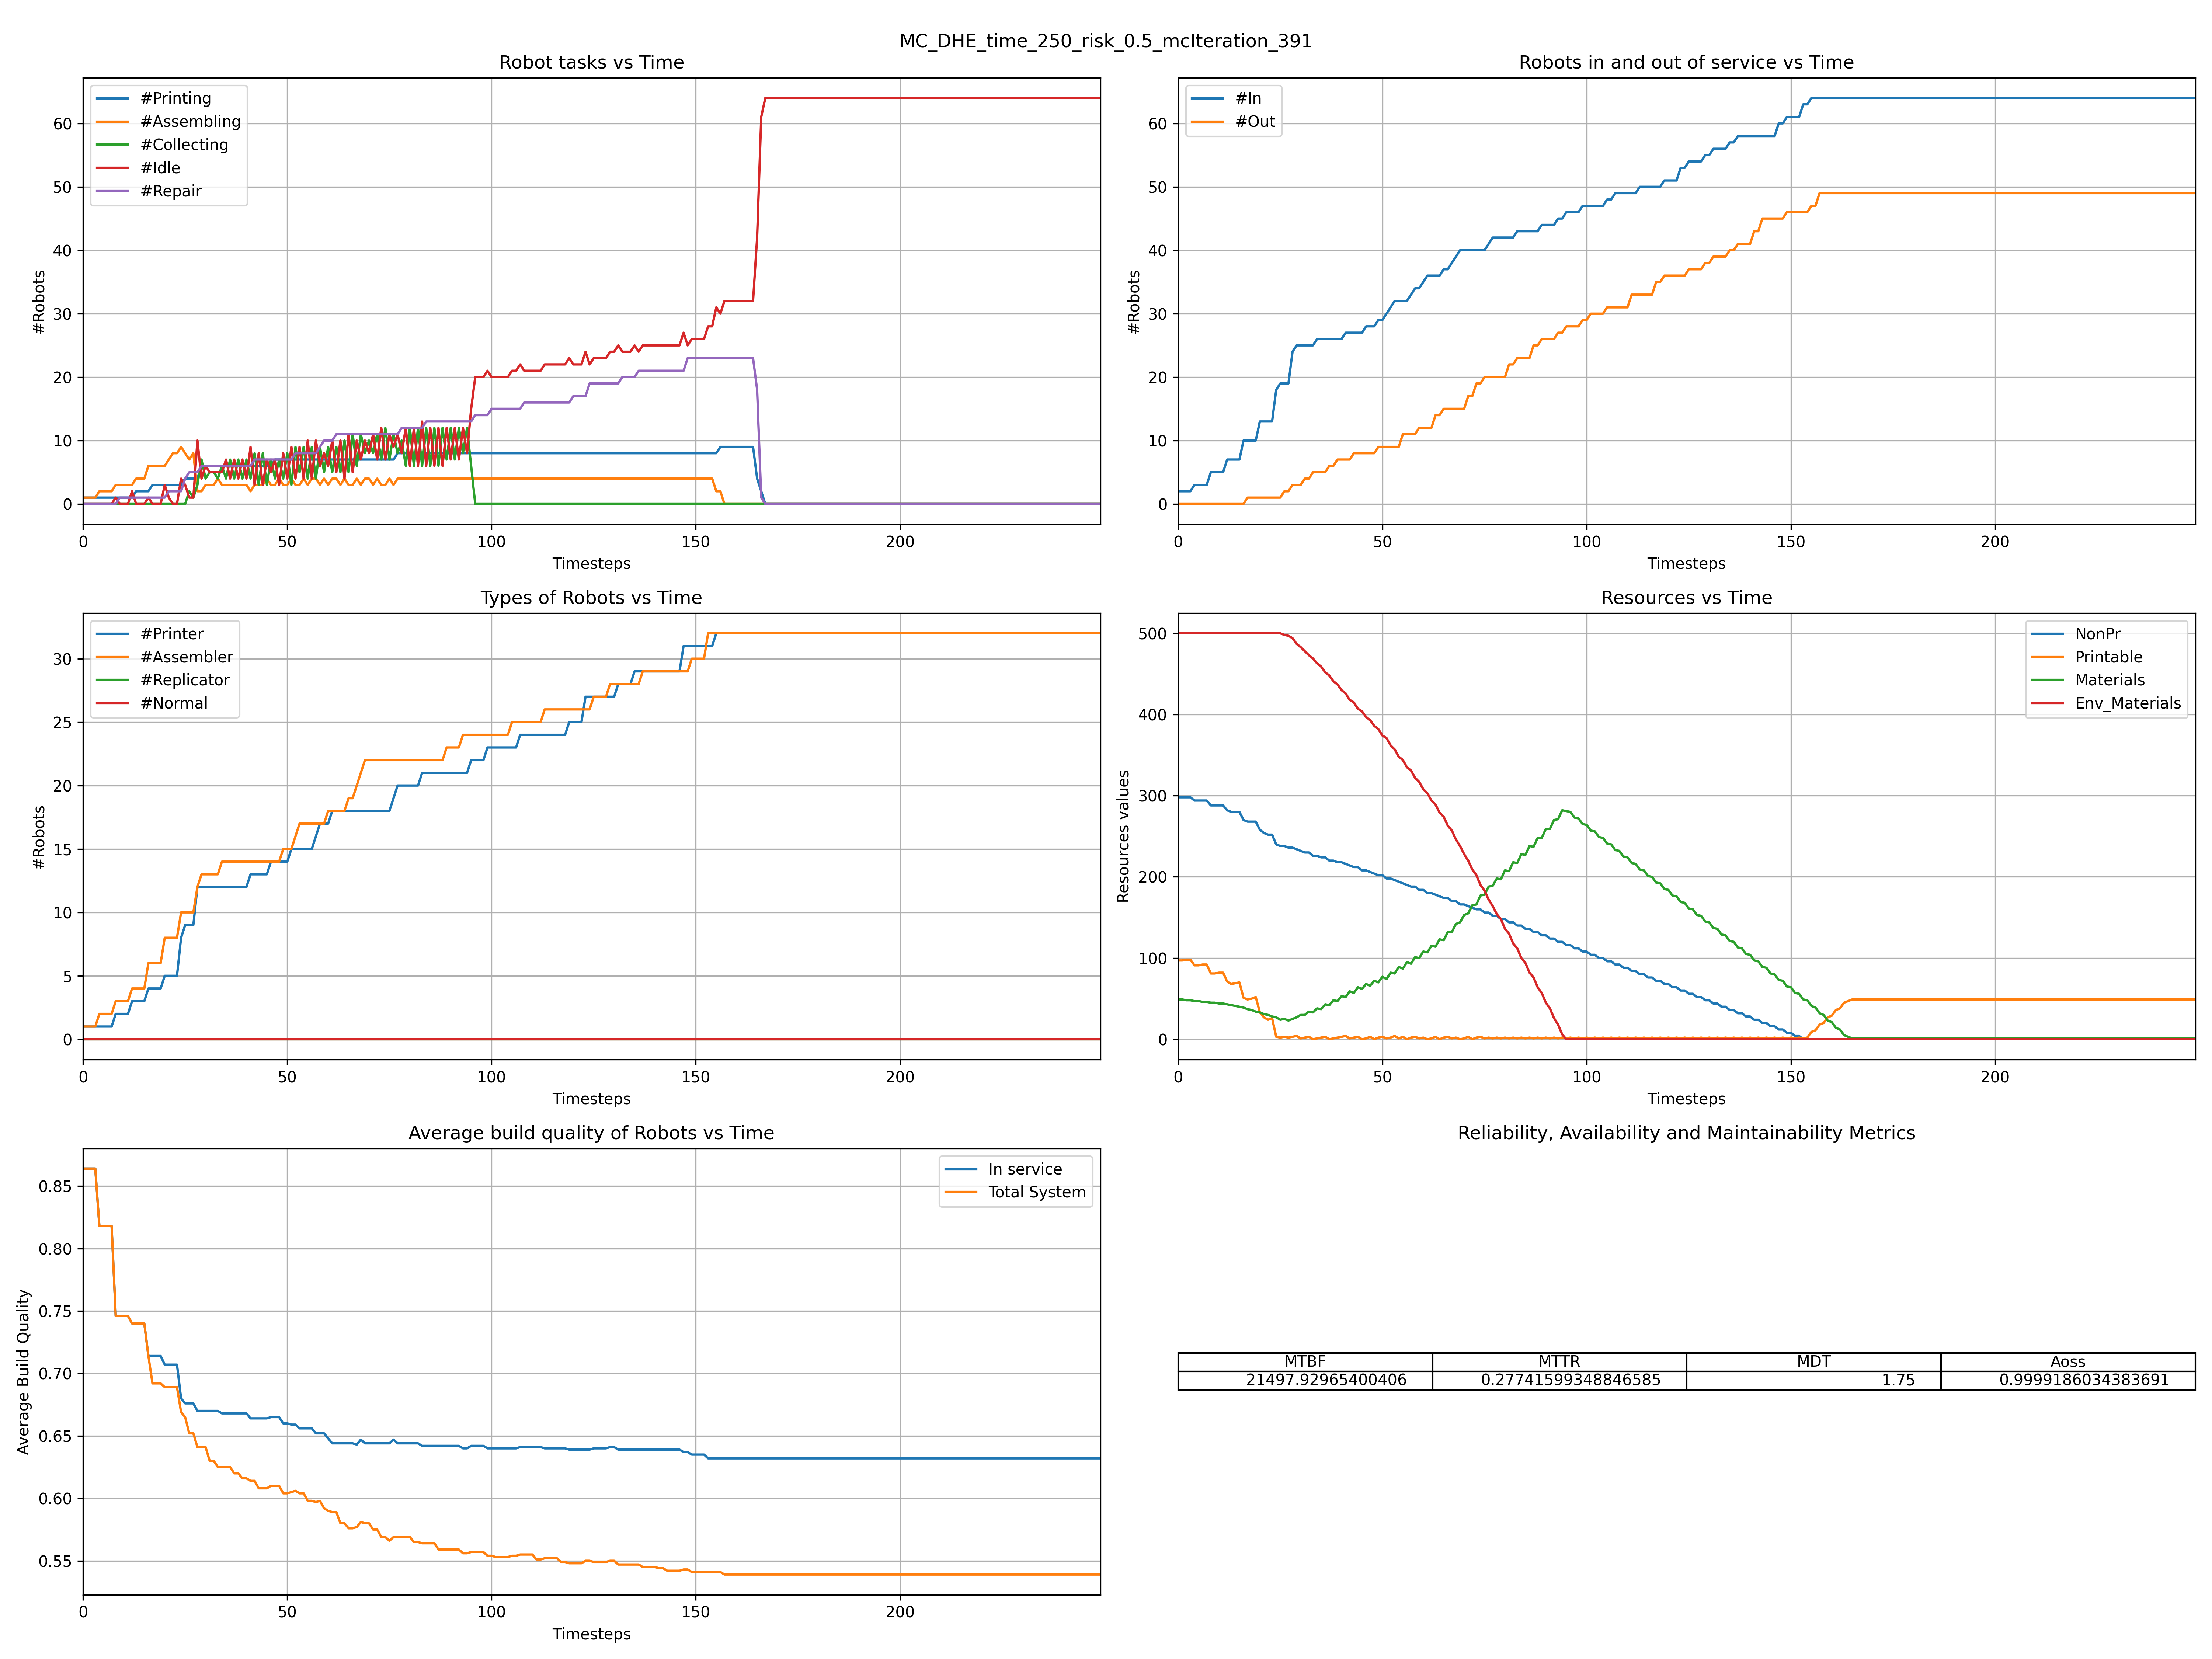 MC_DHE_time_250_risk_0.5_mcIteration_391
Robot tasks vs Time
#Printing
#Assembling
#Collecting
#Idle
#Repair
#Robots
60
50
40
30
20
10
0
0 50 100 150 200
Timesteps
Robots in and out of service vs Time
#In
#Out
#Robots
60
50
40
30
20
10
0
0 50 100 150 200
Timesteps
Types of Robots vs Time
#Printer
#Assembler
#Replicator
#Normal
#Robots
30
25
20
15
10
5
0
0 50 100 150 200
Timesteps
Resources vs Time
NonPr
Printable
Materials
Env_Materials
Resources values
500
400
300
200
100
0
0 50 100 150 200
Timesteps
Average build quality of Robots vs Time
In service
Total System
Average Build Quality
0.85
0.80
0.75
0.70
0.65
0.60
0.55
0 50 100 150 200
Timesteps
Reliability, Availability and Maintainability Metrics
MTBF MTTR MDT Aoss
21497.92965400406 0.27741599348846585 1.75 0.9999186034383691